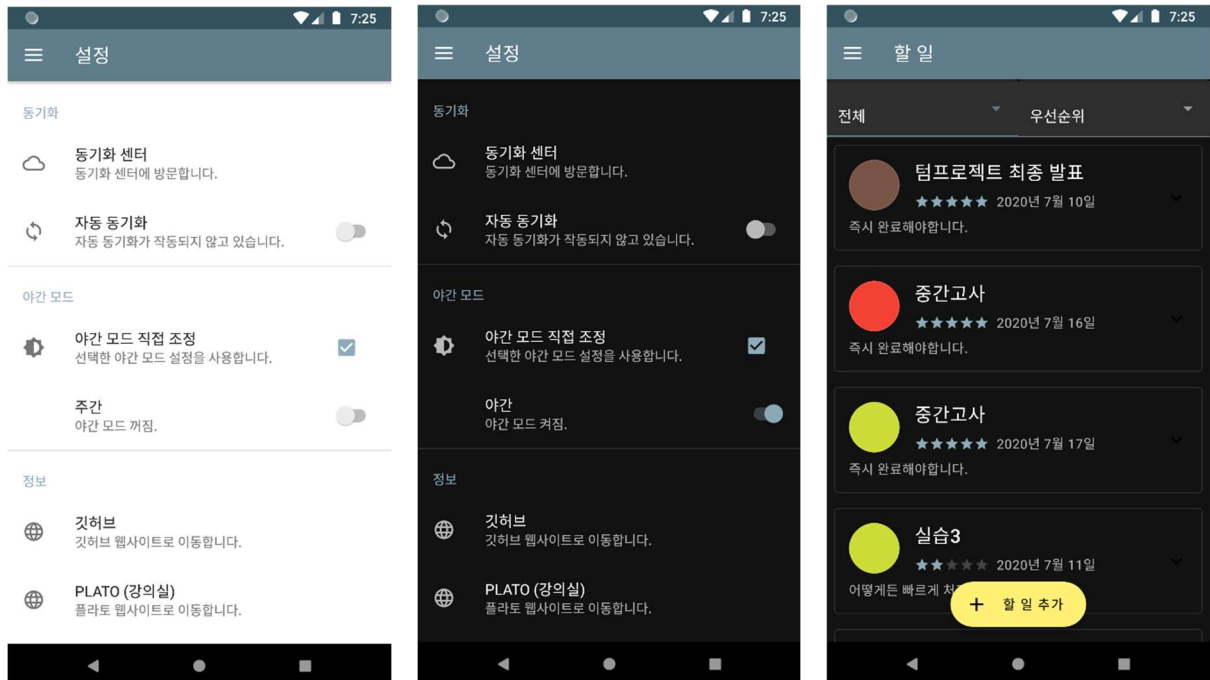 7:25
설정
동기화
동기화 센터
동기화 센터에 방문합니다.
자동 동기화
자동 동기화가 작동되지 않고 있습니다.
야간 모드
야간 모드 직접 조정
선택한 야간 모드 설정을 사용합니다.
주간
야간 모드 꺼짐.
정보
깃허브
깃허브 웹사이트로 이동합니다.
PLATO (강의실)
플라토 웹사이트로 이동합니다.
7:25
설정
동기화
동기화 센터
동기화 센터에 방문합니다.
자동 동기화
자동 동기화가 작동되지 않고 있습니다.
야간 모드
야간 모드 직접 조정
선택한 야간 모드 설정을 사용합니다.
야간
야간 모드 켜짐.
정보
깃허브
깃허브 웹사이트로 이동합니다.
PLATO (강의실)
플라토 웹사이트로 이동합니다.
7:25
할 일
전체 우선순위
텀프로젝트 최종 발표
2020년 7월 10일
즉시 완료해야합니다.
중간고사
2020년 7월 16일
즉시 완료해야합니다.
중간고사
2020년 7월 17일
즉시 완료해야합니다.
실습3
2020년 7월 11일
어떻게든 빠르게
+ 할 일 추가